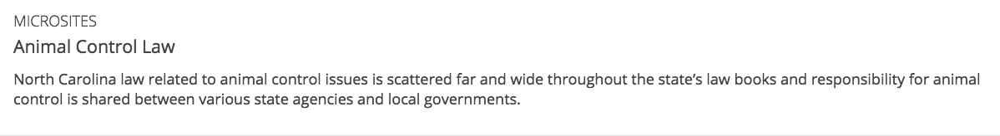 MICROSITES
Animal Control Law
North Carolina law related to animal control issues is scattered far and wide throughout the state’s law books and responsibility for animal
control is shared between various state agencies and local governments.